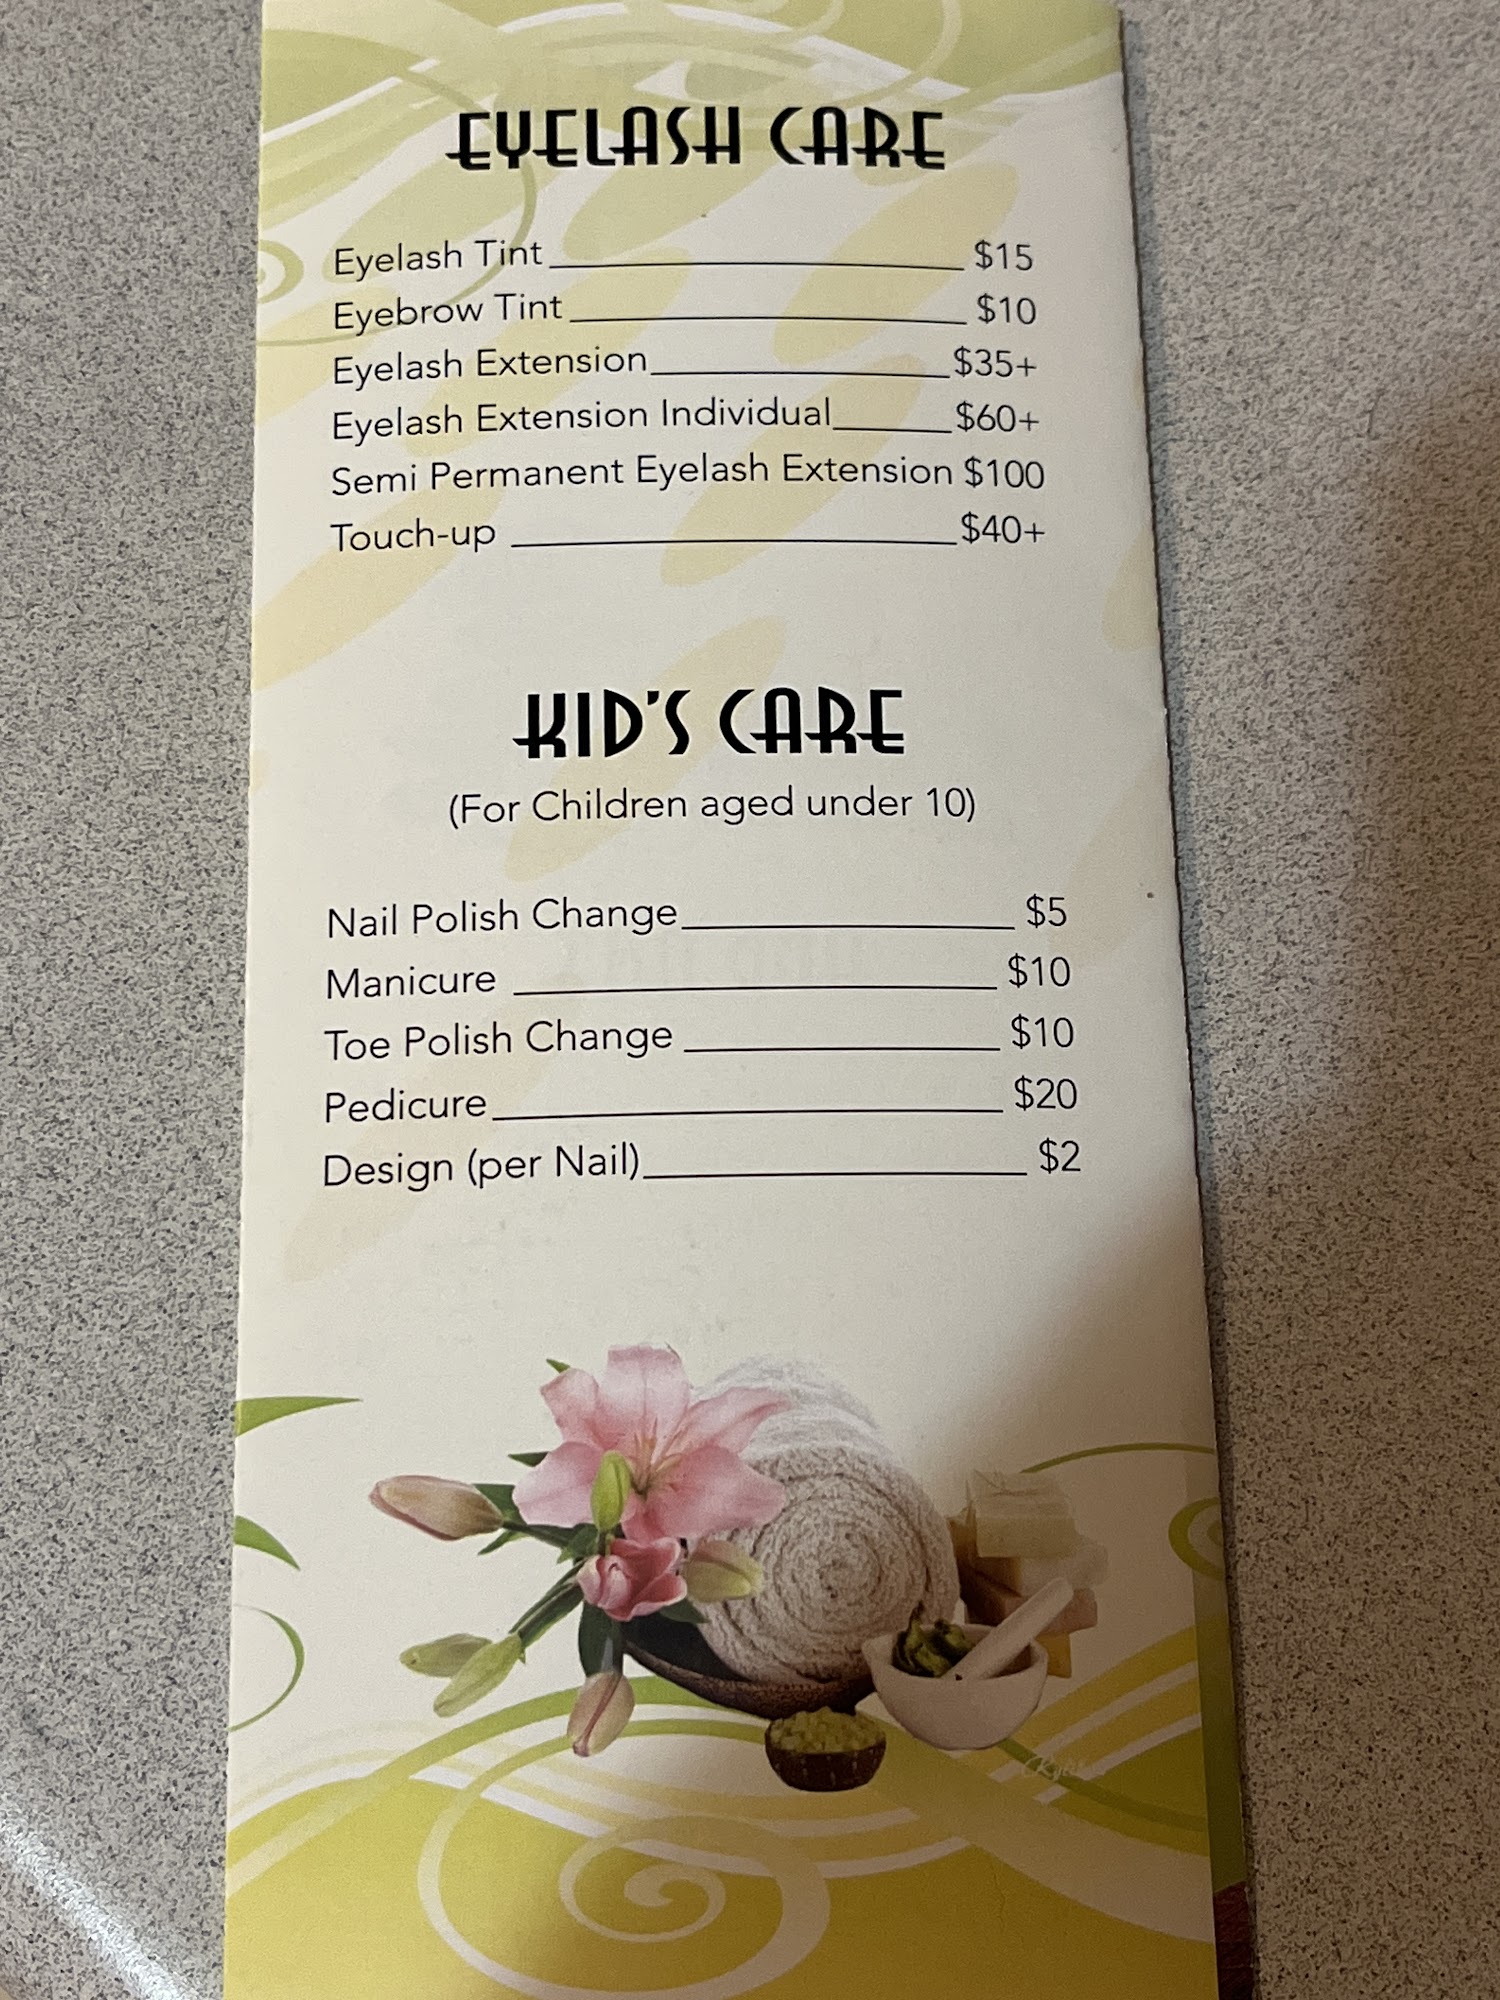 EYELASH CARE
Eyelash Tint $15
Eyebrow Tint $10
Eyelash Extension $35+
Eyelash Extension Individual $60+
Semi Permanent Eyelash Extension $100
Touch-up $40+
KID'S CARE
(For Children aged under 10)
Nail Polish Change $5
Manicure $10
Toe Polish Change $10
Pedicure $20
Design (per Nail) $2